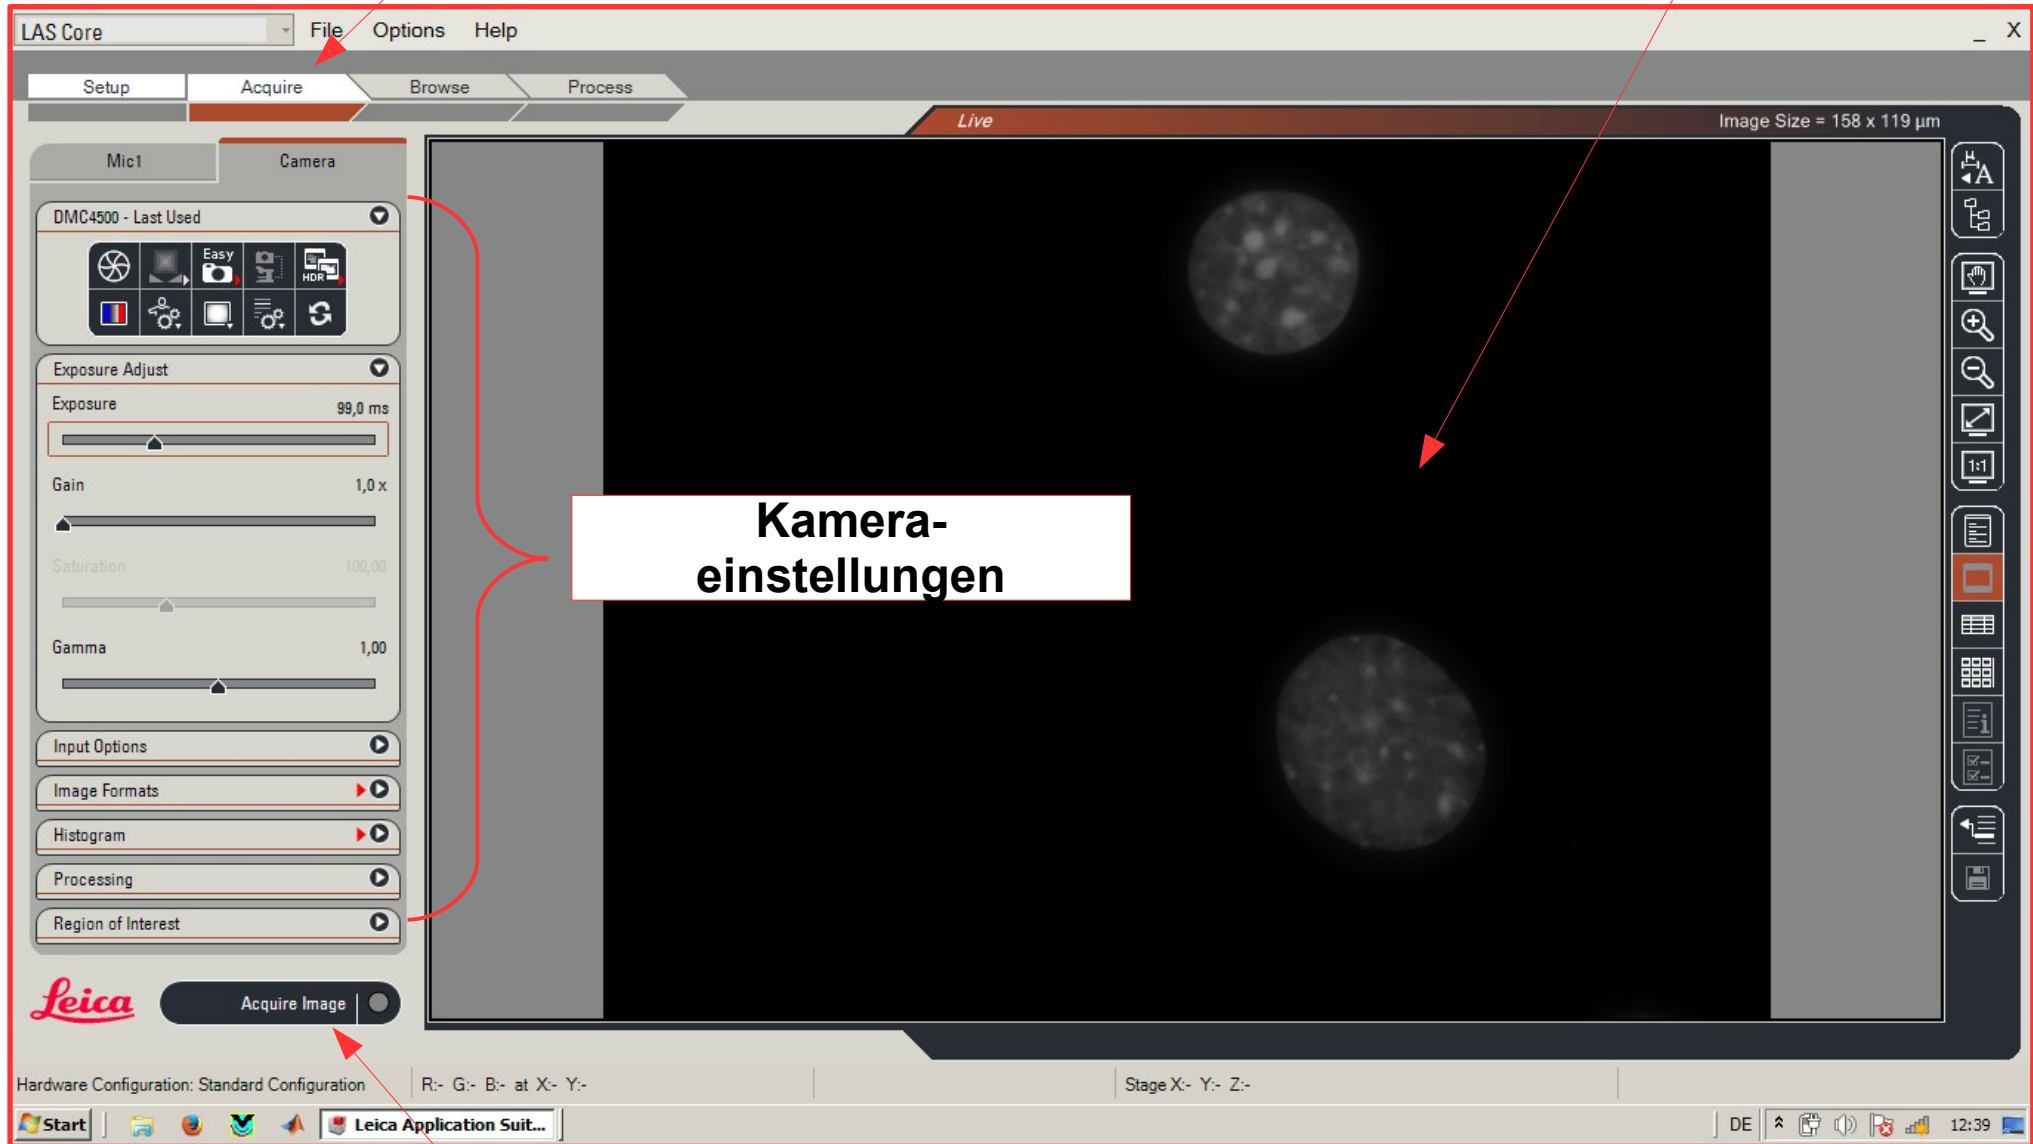 LAS Core
File Options Help
_ X
Setup Acquire Browse Process
Live
Image Size = 158 x 119 µm
Mic1 Camera
DMC4500 - Last Used
Easy
HDR
Exposure Adjust
Exposure 99,0 ms
Gain 1,0 x
Saturation 100,00
Gamma 1,00
Input Options
Image Formats
Histogram
Processing
Region of Interest
Leica
Acquire Image
Kamera-
einstellungen
µ
A
1:1
Hardware Configuration: Standard Configuration
R:- G:- B:- at X:- Y:-
Stage X:- Y:- Z:-
Start
Leica Application Suit...
DE
12:39